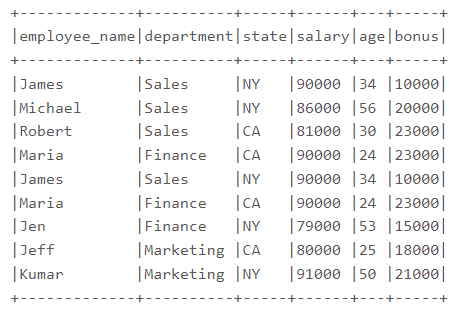 +-------------+----------+-----+------+---+-----+
|employee_name|department|state|salary|age|bonus|
+-------------+----------+-----+------+---+-----+
|James        |Sales     |NY   |90000 |34 |10000|
|Michael      |Sales     |NY   |86000 |56 |20000|
|Robert       |Sales     |CA   |81000 |30 |23000|
|Maria        |Finance   |CA   |90000 |24 |23000|
|James        |Sales     |NY   |90000 |34 |10000|
|Maria        |Finance   |CA   |90000 |24 |23000|
|Jen          |Finance   |NY   |79000 |53 |15000|
|Jeff         |Marketing |CA   |80000 |25 |18000|
|Kumar        |Marketing |NY   |91000 |50 |21000|
+-------------+----------+-----+------+---+-----+